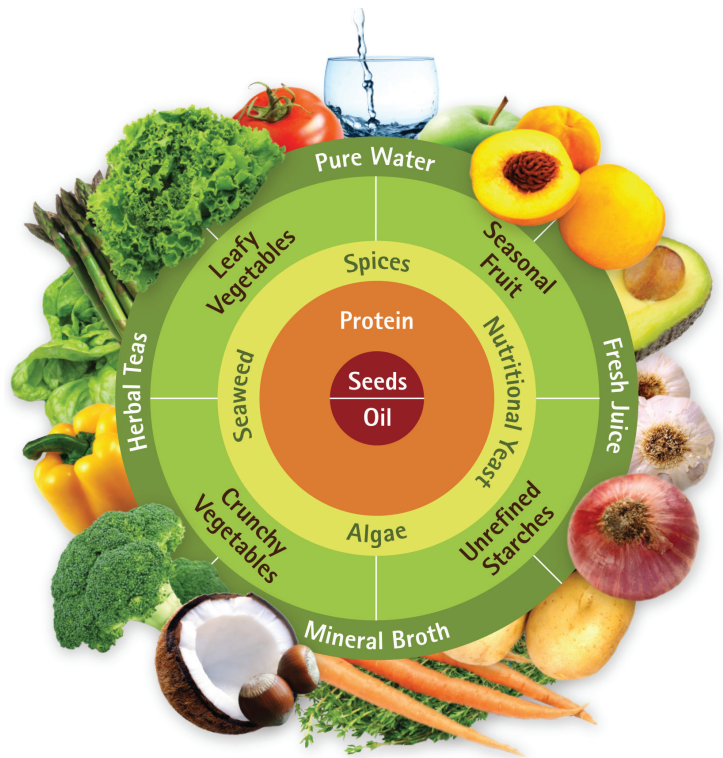 Pure Water
Leafy
Vegetables
Seasonal
Fruit
Spices
Protein
Herbal Teas
Seaweed
Seeds
Oil
Nutritional Yeast
Fresh Juice
Crunchy
Vegetables
Algae
Unrefined
Starches
Mineral Broth